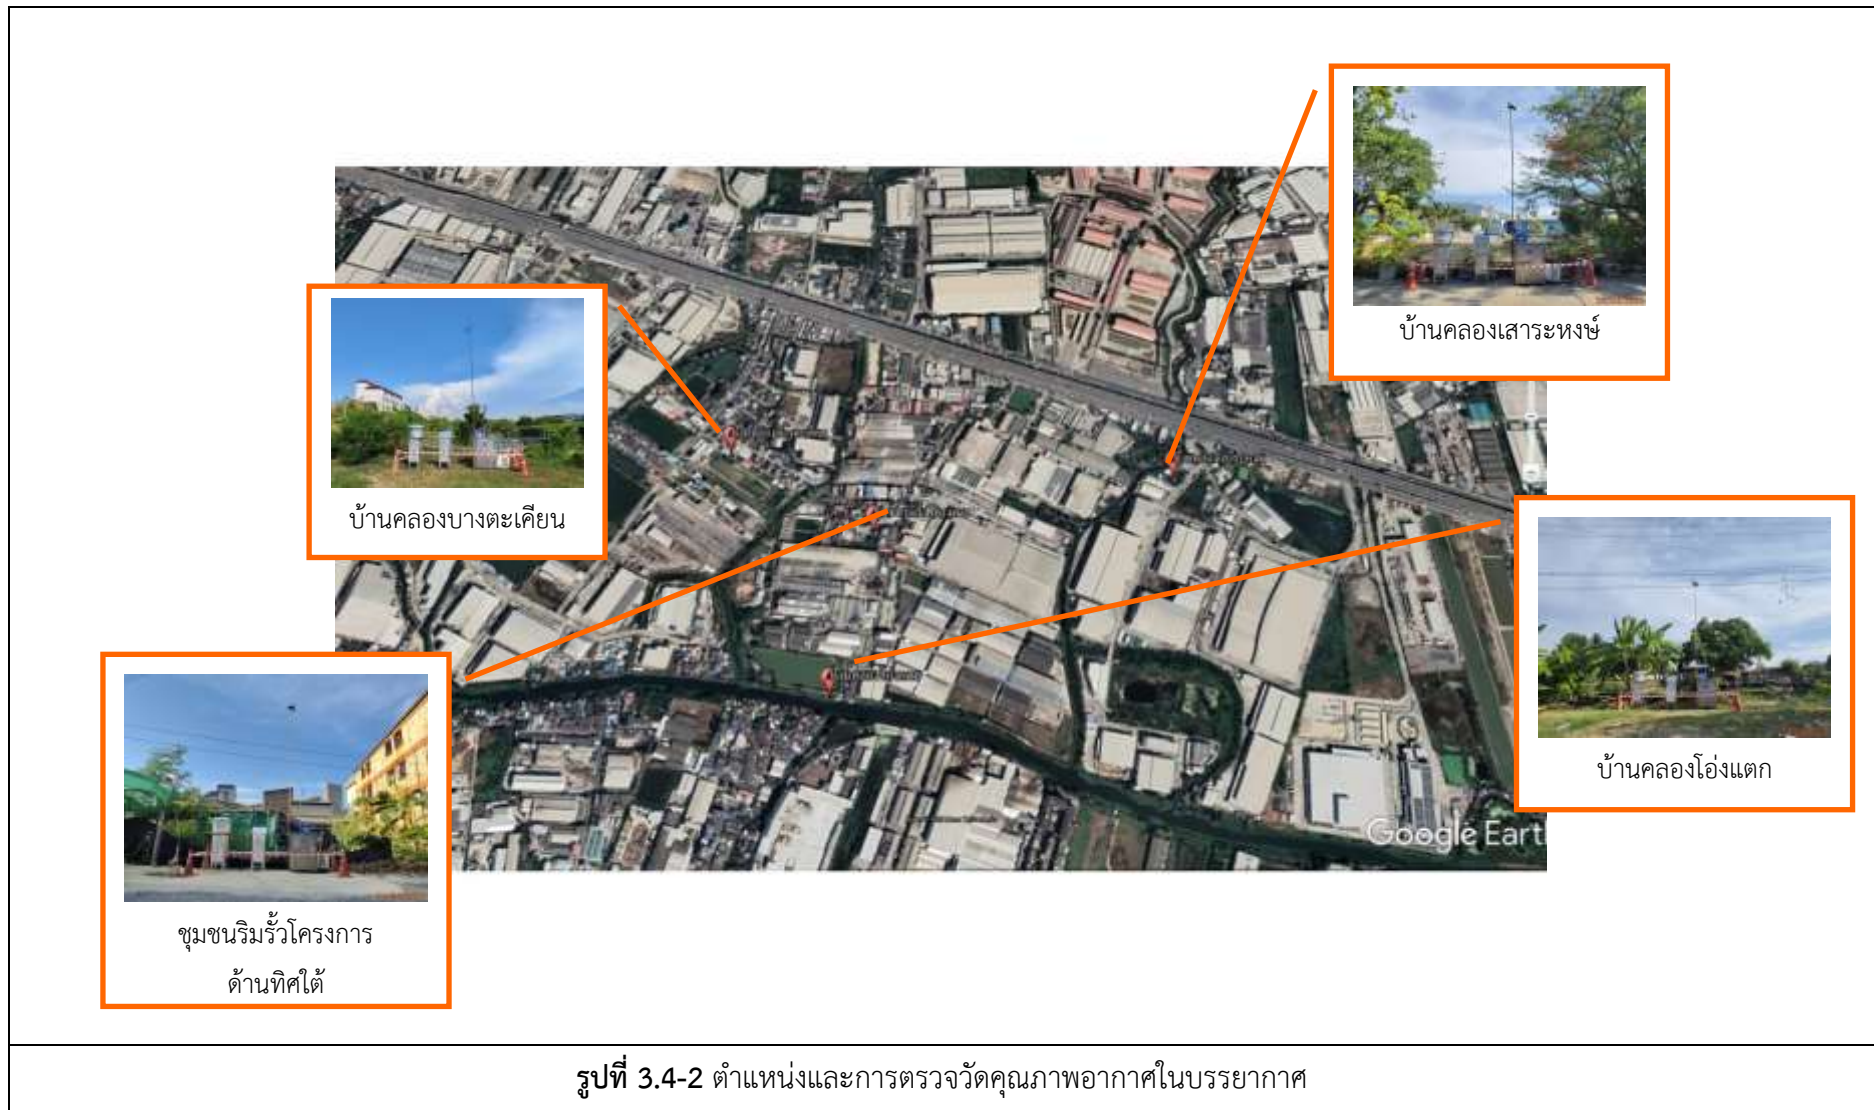 บ้านคลองเสาระหงษ์
บ้านคลองบางตะเคียน
บ้านคลองโอ่งแตก
ชุมชนริมรั้วโครงการ
ด้านทิศใต้
Google Eart
รูปที่ 3.4-2 ตำแหน่งและการตรวจวัดคุณภาพอากาศในบรรยากาศ